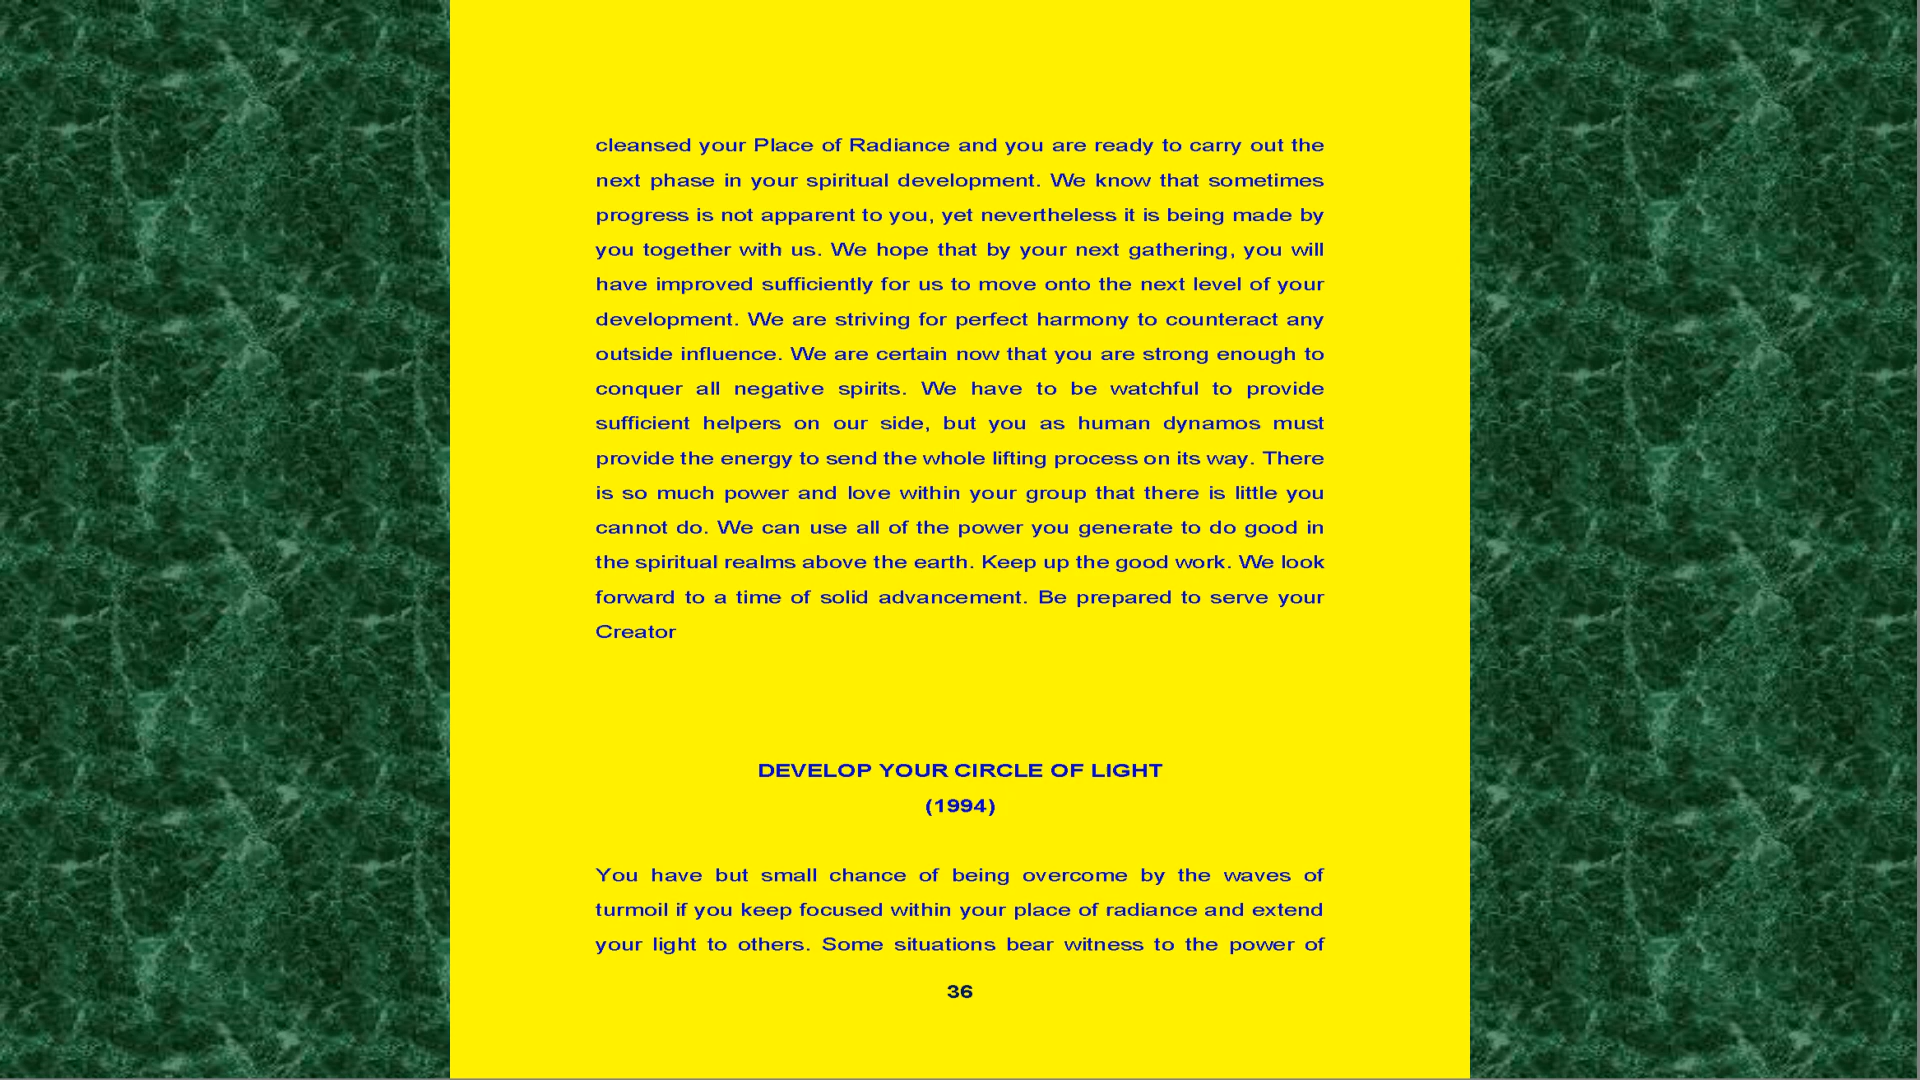 cleansed your Place of Radiance and you are ready to carry out the
next phase in your spiritual development. We know that sometimes
progress is not apparent to you, yet nevertheless it is being made by
you together with us. We hope that by your next gathering, you will
have improved sufficiently for us to move onto the next level of your
development. We are striving for perfect harmony to counteract any
outside influence. We are certain now that you are strong enough to
conquer all negative spirits. We have to be watchful to provide
sufficient helpers on our side, but you as human dynamos must
provide the energy to send the whole lifting process on its way. There
is so much power and love within your group that there is little you
cannot do. We can use all of the power you generate to do good in
the spiritual realms above the earth. Keep up the good work. We look
forward to a time of solid advancement. Be prepared to serve your
Creator
DEVELOP YOUR CIRCLE OF LIGHT
(1994)
You have but small chance of being overcome by the waves of
turmoil if you keep focused within your place of radiance and extend
your light to others. Some situations bear witness to the power of
36